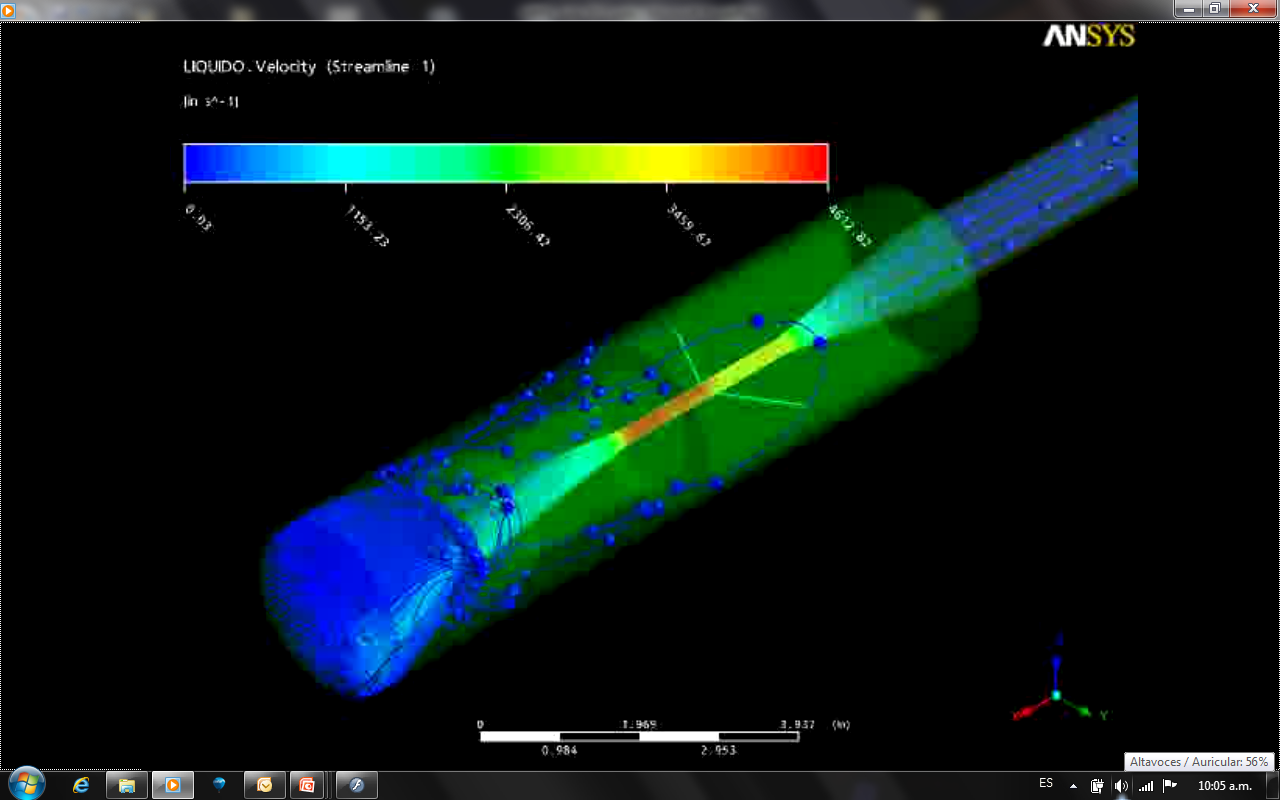 ANSYS
LIQUIDO.Velocity (Streamline 1)
[in s^-1]
0.03
1153.23
2306.42
3459.62
4612.82
0 1.969 3.937 (in)
0.984 2.953
X Y
Altavoces / Auricular: 56%
ES 10:05 a.m.